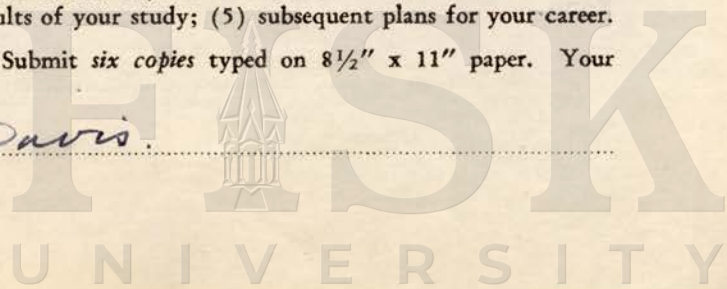 ults of your study; (5) subsequent plans for your career.
Submit six copies typed on 8½" x 11" paper. Your
Davis.
FISK
UNIVERSITY